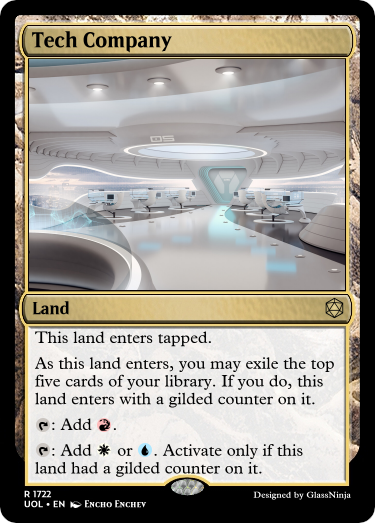 Tech Company
05
Land
This land enters tapped.
As this land enters, you may exile the top
five cards of your library. If you do, this
land enters with a gilded counter on it.
: Add .
: Add or . Activate only if this
land had a gilded counter on it.
R 1722
UOL • EN Encho Enchev
Designed by GlassNinja